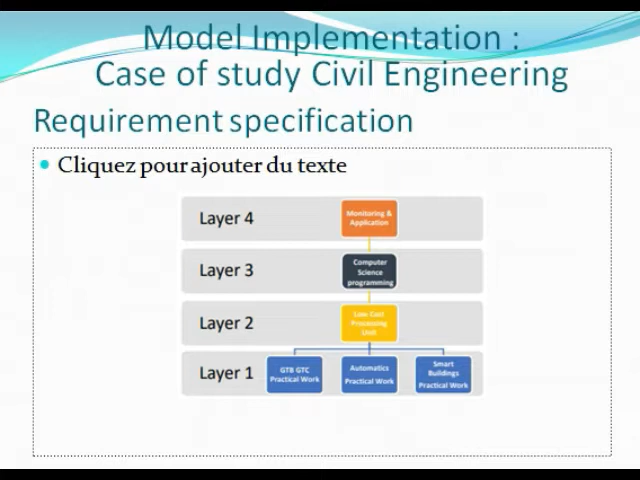 Model Implementation :
Case of study Civil Engineering
Requirement specification
Cliquez pour ajouter du texte
Layer 4
Monitoring &
Application
Layer 3
Computer
Science
programming
Layer 2
Low Cost
Processing
Unit
Layer 1
GTB GTC
Practical Work
Automatics
Practical Work
Smart
Buildings
Practical Work